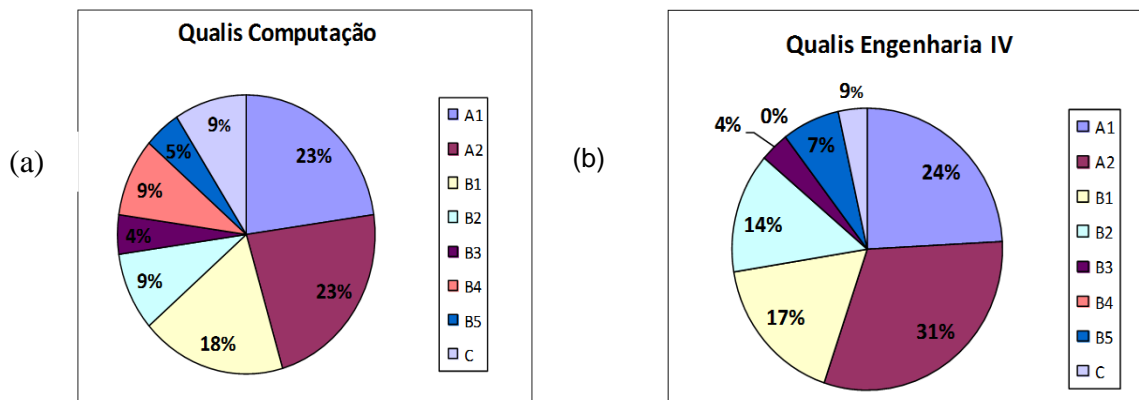 (a)
Qualis Computação
9%
23%
5%
9%
4%
9%
23%
18%
A1
A2
B1
B2
B3
B4
B5
C
(b)
Qualis Engenharia IV
9%
0%
4%
7%
24%
14%
17%
31%
A1
A2
B1
B2
B3
B4
B5
C